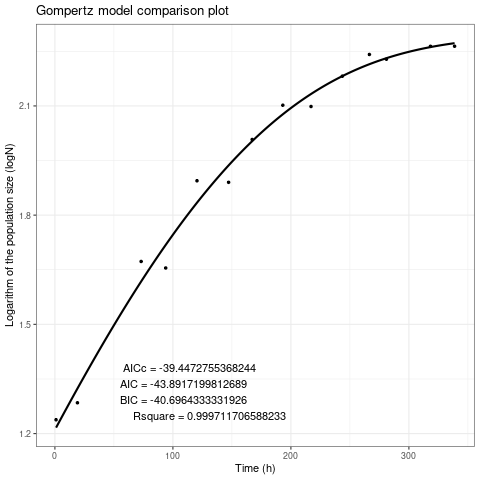 Gompertz model comparison plot
Logarithm of the population size (logN)
2.1
1.8
1.5
1.2
AICc = -39.4472755368244
AIC = -43.8917199812689
BIC = -40.6964333331926
Rsquare = 0.999711706588233
0 100 200 300
Time (h)